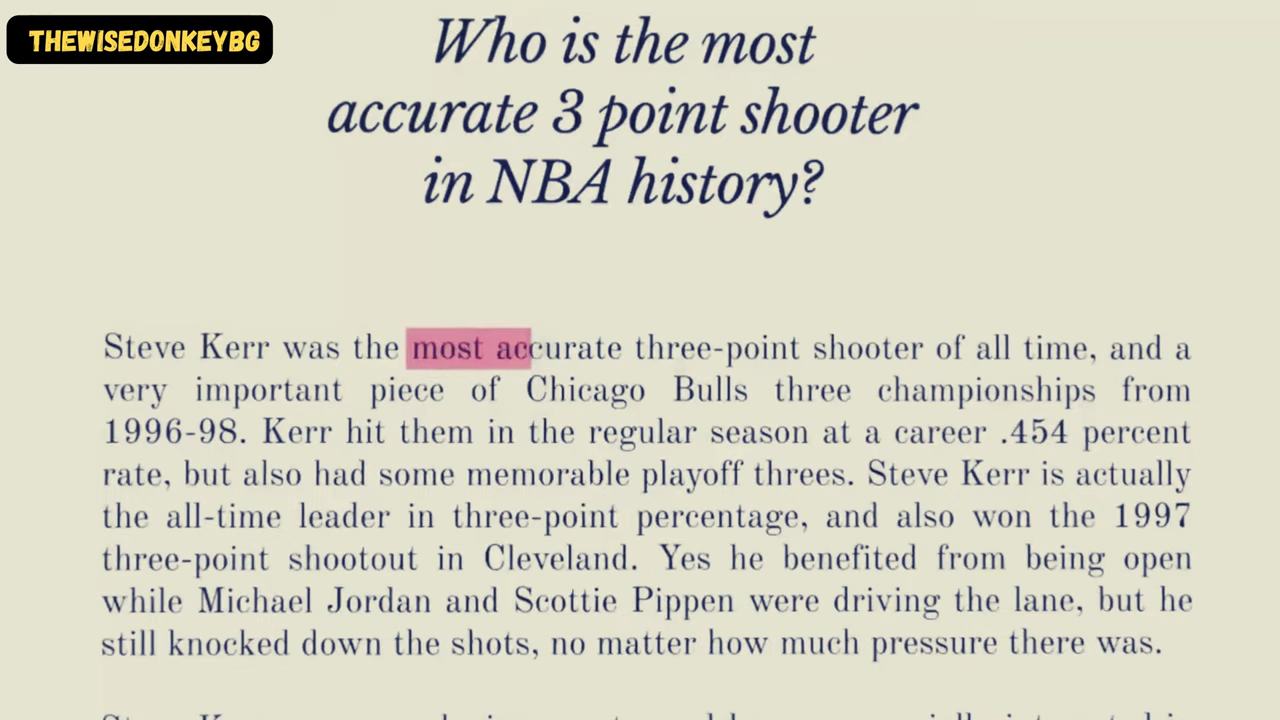 THEWISEDONKEYBG
Who is the most
accurate 3 point shooter
in NBA history?
Steve Kerr was the most accurate three-point shooter of all time, and a
very important piece of Chicago Bulls three championships from
1996-98. Kerr hit them in the regular season at a career .454 percent
rate, but also had some memorable playoff threes. Steve Kerr is actually
the all-time leader in three-point percentage, and also won the 1997
three-point shootout in Cleveland. Yes he benefited from being open
while Michael Jordan and Scottie Pippen were driving the lane, but he
still knocked down the shots, no matter how much pressure there was.